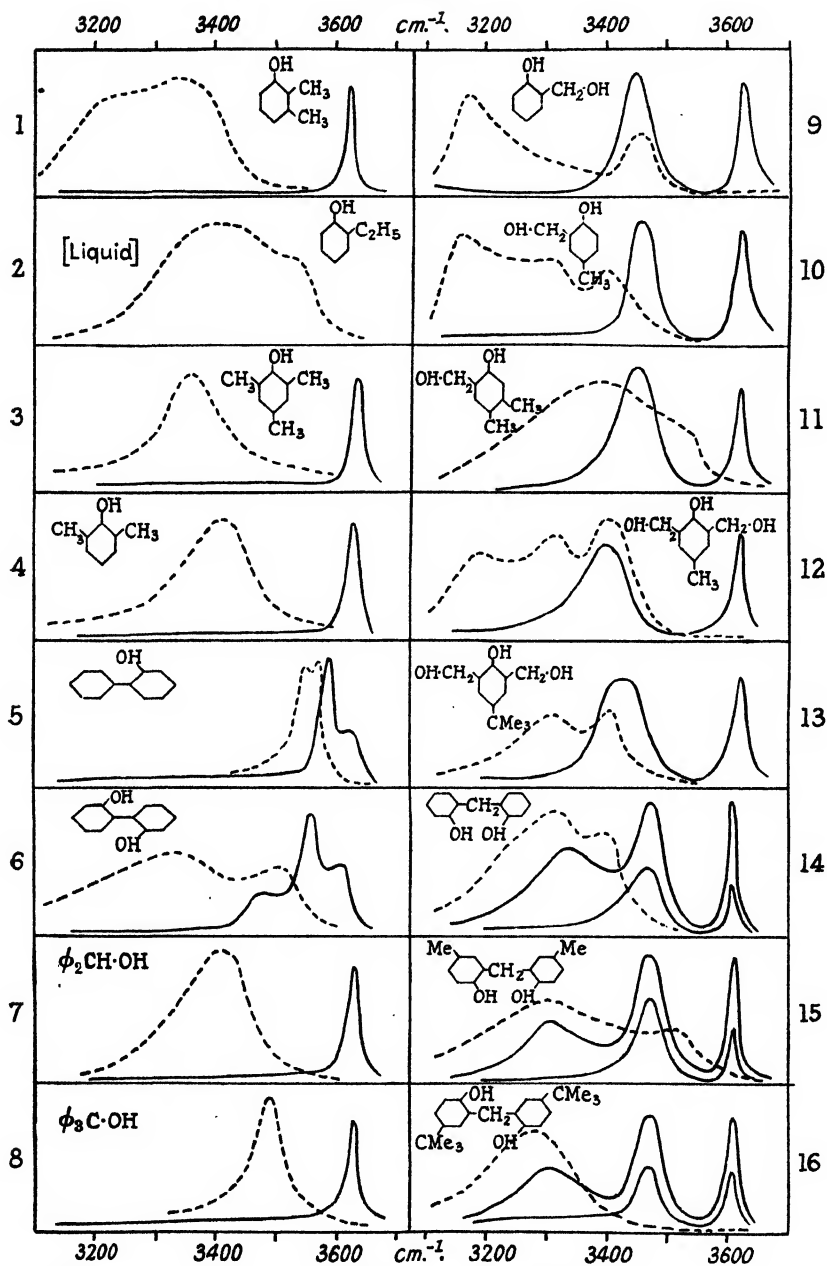 3200 3400 3600 cm.⁻¹. 3200 3400 3600
1
OH
CH₃
CH₃
OH
CH₂·OH
9
2
[Liquid]
OH
C₂H₅
OH
OH·CH₂
CH₃
10
3
OH
CH₃ CH₃
CH₃
OH
OH·CH₂
CH₃
CH₃
11
4
OH
CH₃ CH₃
OH
OH·CH₂ CH₂·OH
CH₃
12
5
OH
OH
OH·CH₂ CH₂·OH
CMe₃
13
6
OH
OH
CH₂
OH OH
14
7
ϕ₂CH·OH
Me Me
CH₂
OH OH
15
8
ϕ₃C·OH
OH CMe₃
CH₂
CMe₃ OH
16
3200 3400 3600 cm.⁻¹. 3200 3400 3600